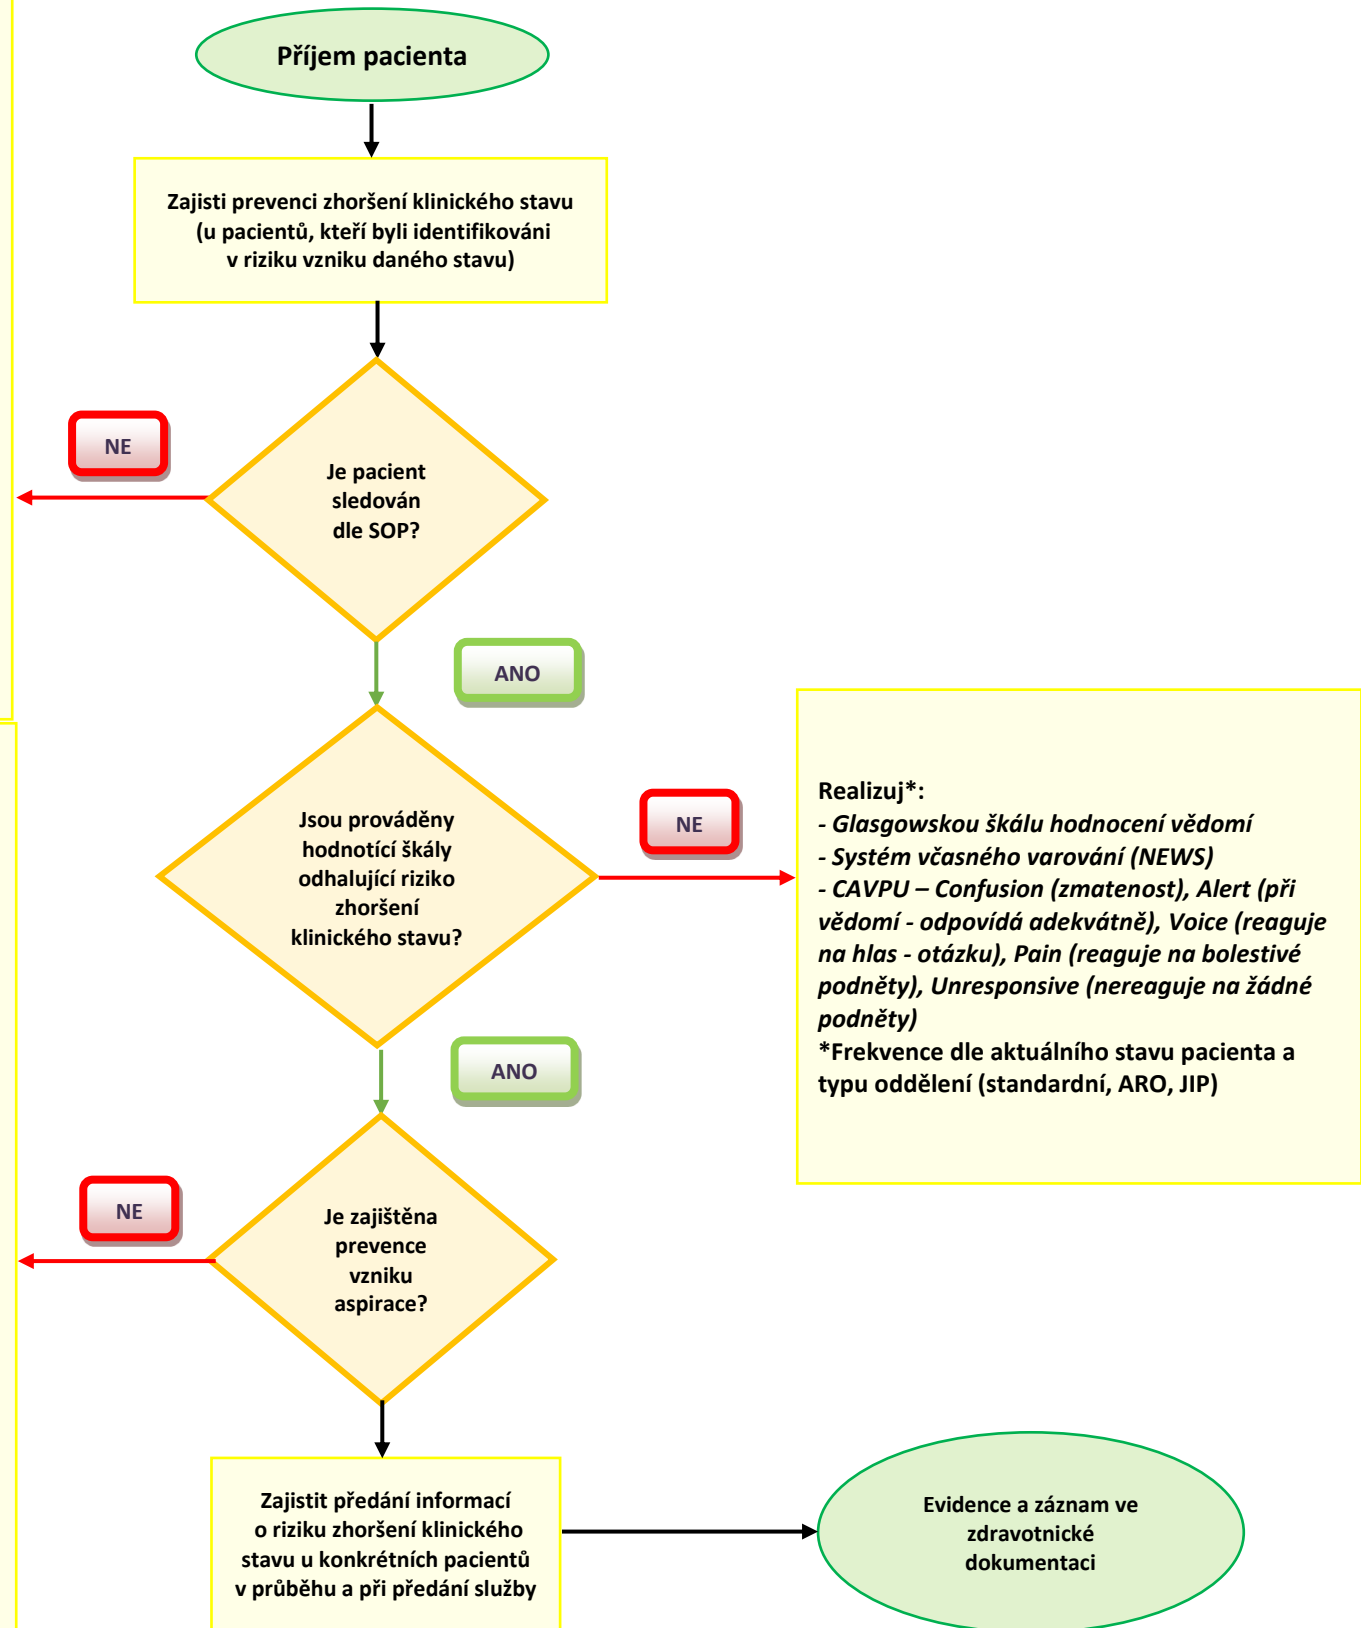 Příjem pacienta
Zajisti prevenci zhoršení klinického stavu
(u pacientů, kteří byli identifikováni
v riziku vzniku daného stavu)
NE
Je pacient
sledován
dle SOP?
ANO
Jsou prováděny
hodnotící škály
odhalující riziko
zhoršení
klinického stavu?
NE
Realizuj*:
- Glasgowskou škálu hodnocení vědomí
- Systém včasného varování (NEWS)
- CAVPU – Confusion (zmatenost), Alert (při
vědomí - odpovídá adekvátně), Voice (reaguje
na hlas - otázku), Pain (reaguje na bolestivé
podněty), Unresponsive (nereaguje na žádné
podněty)
*Frekvence dle aktuálního stavu pacienta a
typu oddělení (standardní, ARO, JIP)
ANO
NE
Je zajištěna
prevence
vzniku
aspirace?
Zajistit předání informací
o riziku zhoršení klinického
stavu u konkrétních pacientů
v průběhu a při předání služby
Evidence a záznam ve
zdravotnické
dokumentaci